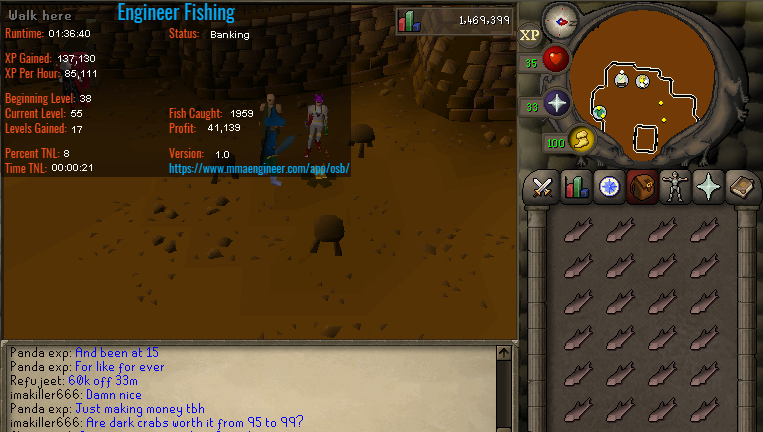 Engineer Fishing
Walk here
Runtime: 01:36:40 Status: Banking
1,469,399
XP
XP Gained: 137,130
XP Per Hour: 85,111
35
Beginning Level: 38
Current Level: 55 Fish Caught: 1959
Levels Gained: 17 Profit: 41,139
33
Percent TNL: 8 Version: 1.0
Time TNL: 00:00:21 https://www.mmaengineer.com/app/osb/
100
Panda exp: And been at 15
Panda exp: For like for ever
Refu jeet: 60k off 33m
imakiller666: Damn nice
Panda exp: Just making money tbh
imakiller666: Are dark crabs worth it from 95 to 99?